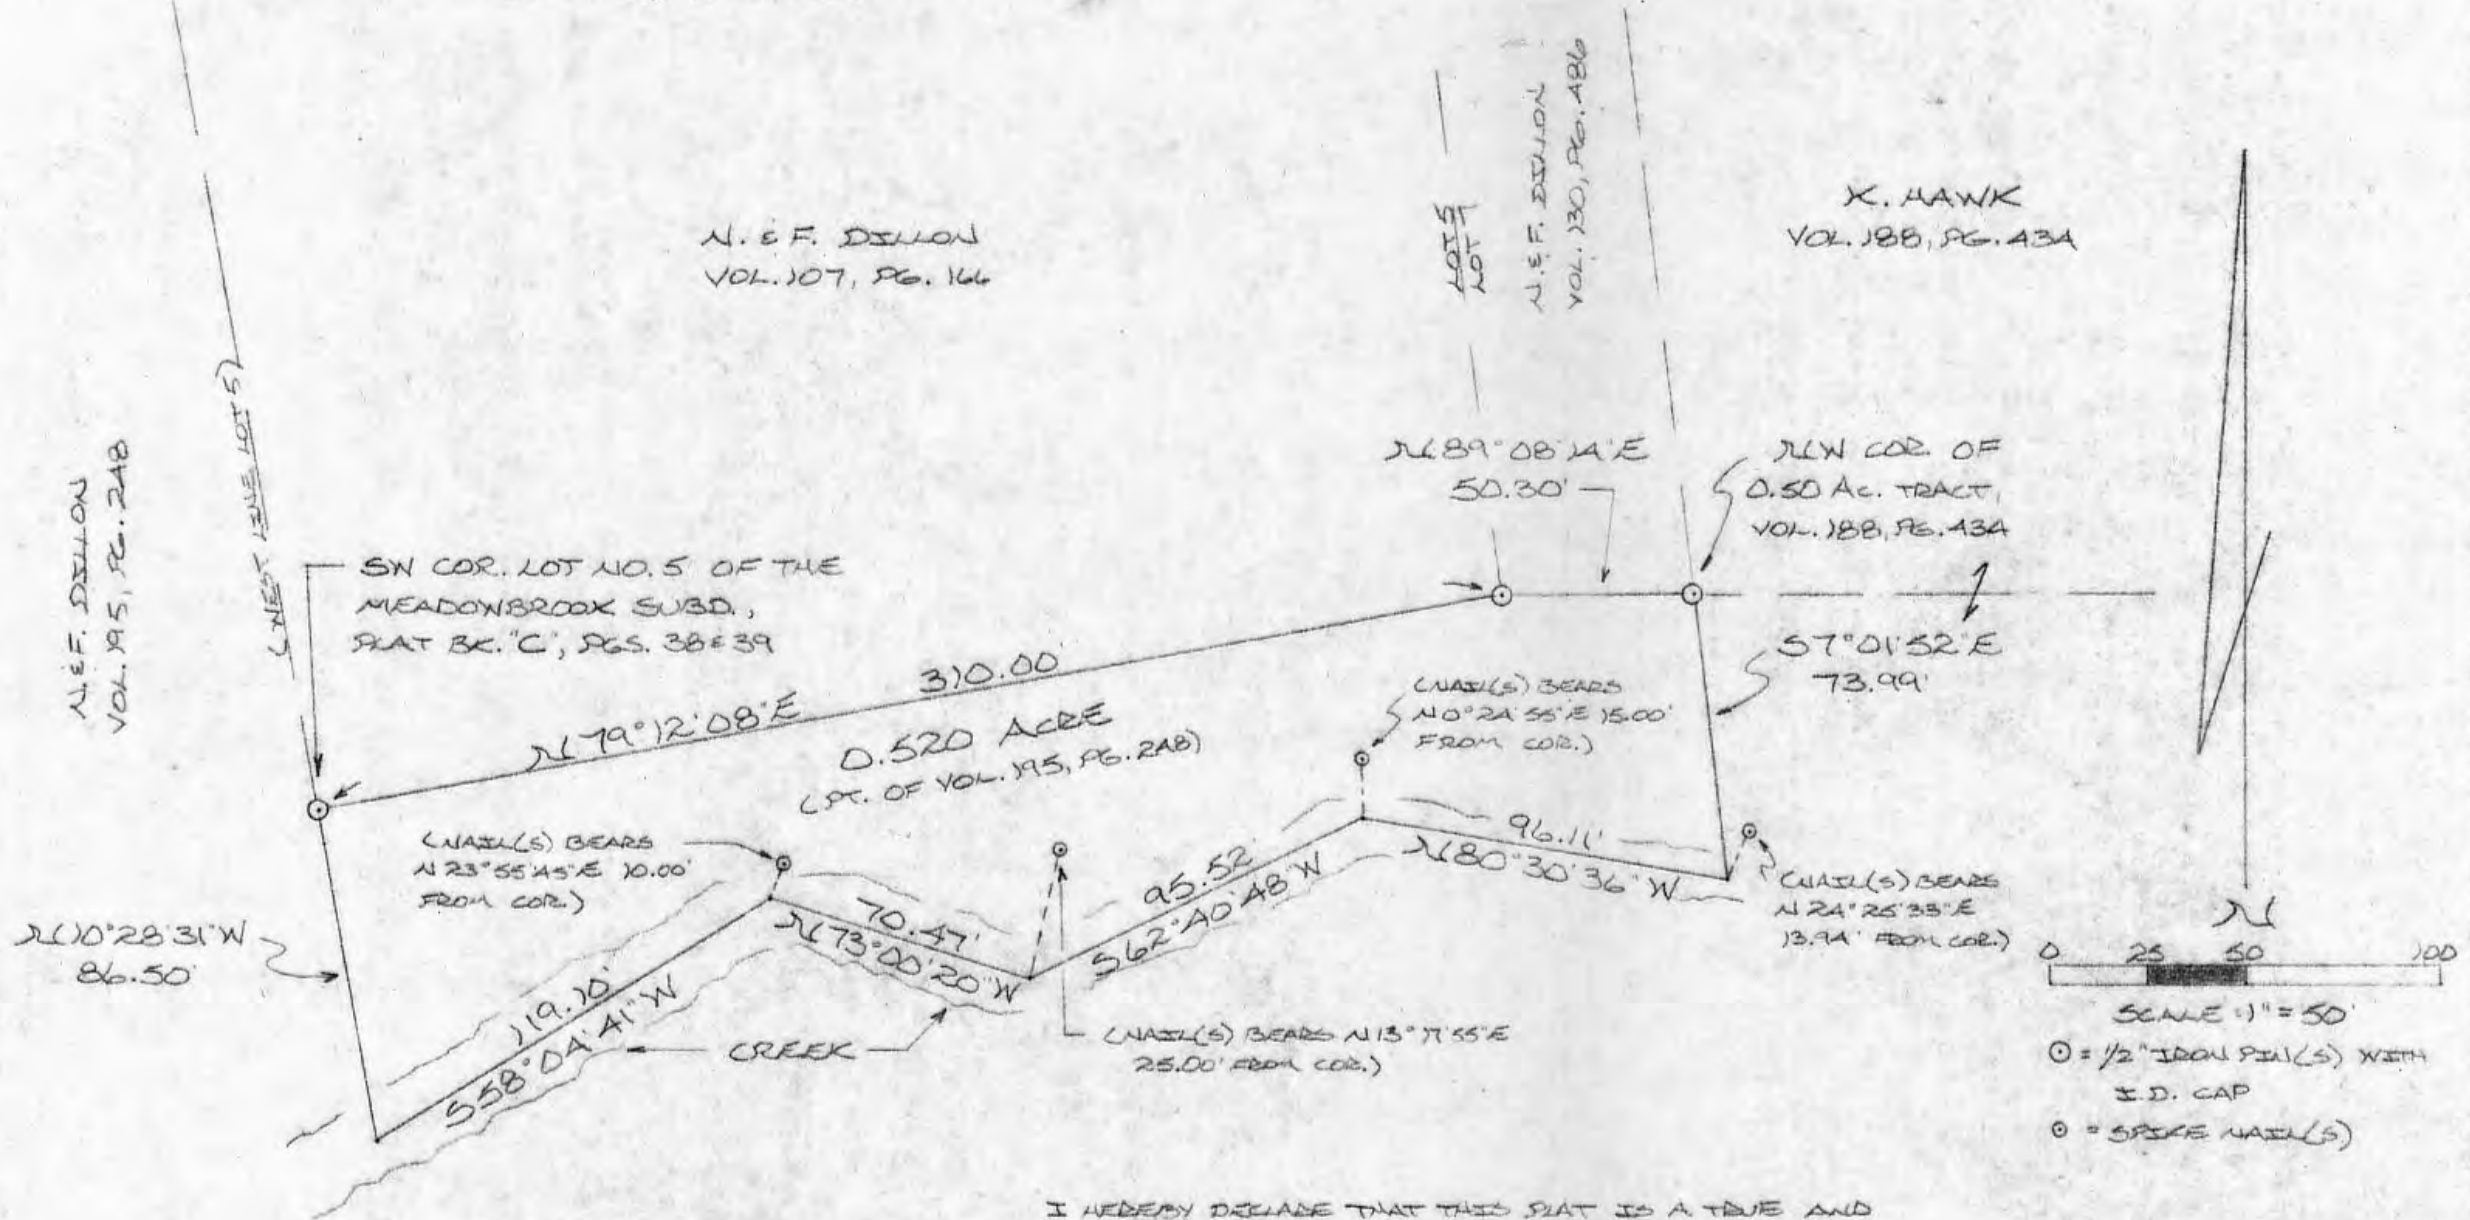 N. & F. DILLON
VOL. 107, PG. 166
LOT 5
LOT 7
N. & F. DILLON
VOL. 130, PG. 486
K. HAWK
VOL. 188, PG. 434
N. & F. DILLON
VOL. 195, PG. 248
(WEST LINE LOT 5)
SW COR. LOT NO. 5 OF THE
MEADOWBROOK SUBD.,
PLAT BK. "C", PGS. 38 & 39
N 89° 08' 14" E
50.30'
NW COR. OF
0.50 AC. TRACT,
VOL. 188, PG. 434
S 7° 01' 52" E
73.99'
N 79° 12' 08" E 310.00'
0.520 ACRE
(PT. OF VOL. 195, PG. 248)
(NAIL(S) BEARS
N 0° 24' 55" E 15.00'
FROM COR.)
(NAIL(S) BEARS
N 23° 55' 45" E 10.00'
FROM COR.)
N 10° 28' 31" W
86.50'
119.10'
S 58° 04' 41" W
70.47'
N 73° 00' 20" W
95.52'
S 62° 40' 48" W
96.11'
N 80° 30' 36" W
(NAIL(S) BEARS
N 24° 25' 33" E
13.94' FROM COR.)
CREEK
(NAIL(S) BEARS N 13° 17' 55" E
25.00' FROM COR.)
N
0 25 50 100
SCALE: 1" = 50'
= 1/2" IRON PIN(S) WITH
I.D. CAP
= SPIKE NAIL(S)
I HEREBY DECLARE THAT THIS PLAT IS A TRUE AND